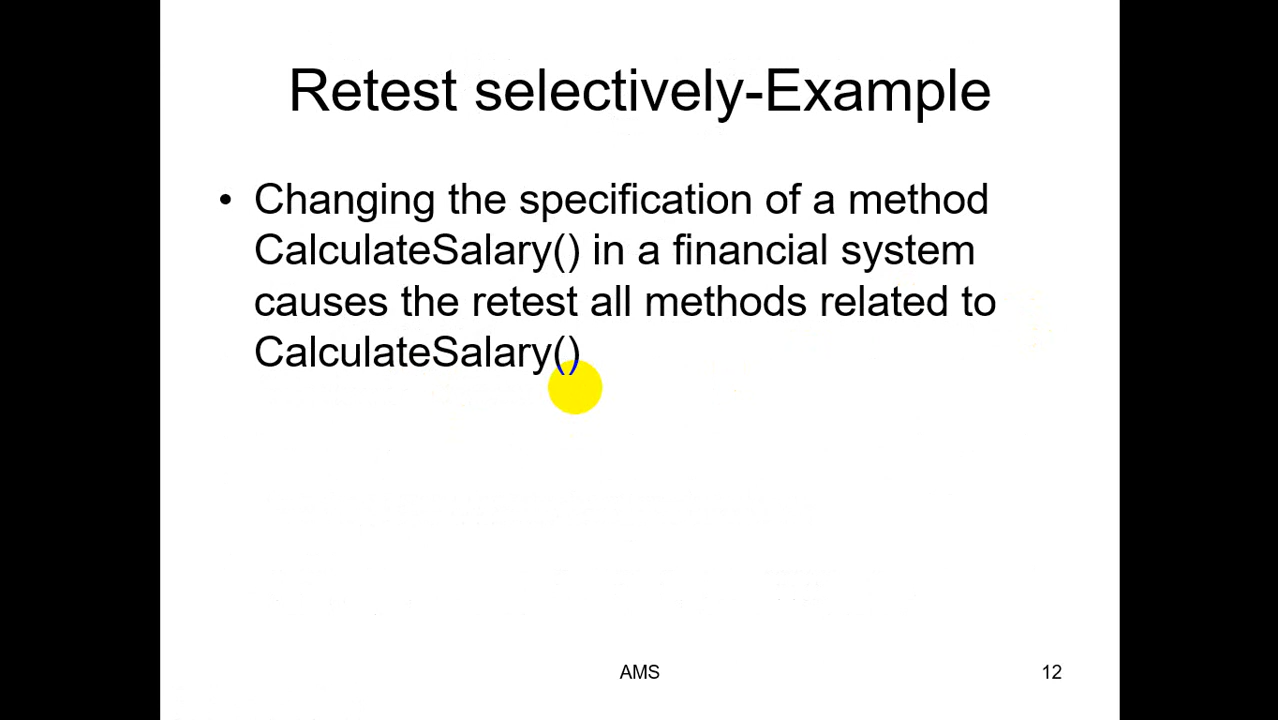 Retest selectively-Example
• Changing the specification of a method
CalculateSalary() in a financial system
causes the retest all methods related to
CalculateSalary()
AMS
12